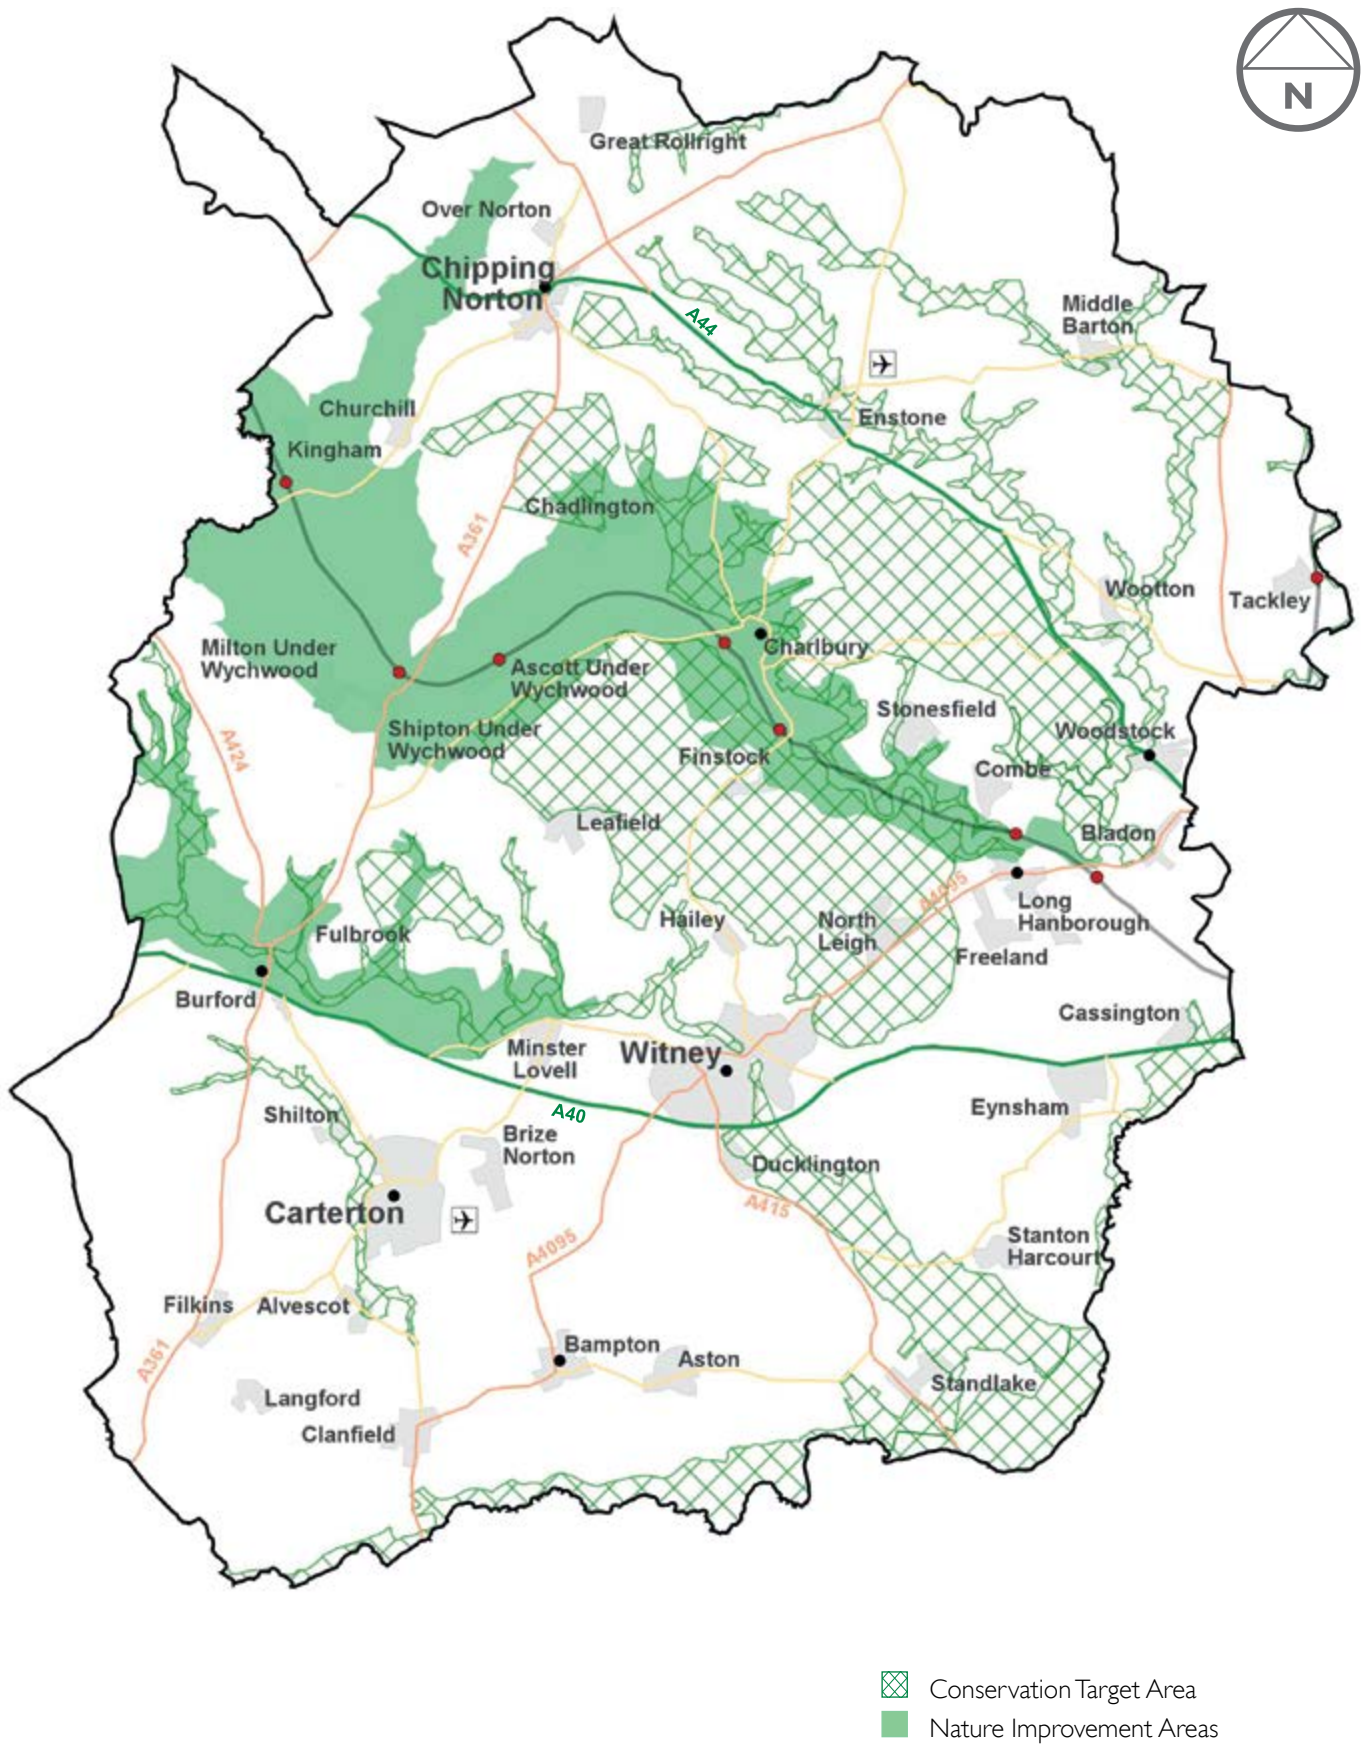 N
Great Rollright
Over Norton
Chipping
Norton
A44
Middle
Barton
Churchill
Enstone
Kingham
Chadlington
A361
Wootton
Tackley
Milton Under
Wychwood
Charlbury
Ascott Under
Wychwood
Stonesfield
Shipton Under
Wychwood
A424
Finstock
Woodstock
Combe
Leafield
Bladon
A4095
Long
Hanborough
Hailey
North
Leigh
Fulbrook
Freeland
Burford
Cassington
Minster
Lovell
Witney
A40
Shilton
Eynsham
Brize
Norton
Ducklington
Carterton
A415
A4095
Stanton
Harcourt
Filkins
Alvescot
A361
Bampton
Aston
Standlake
Langford
Clanfield
Conservation Target Area
Nature Improvement Areas